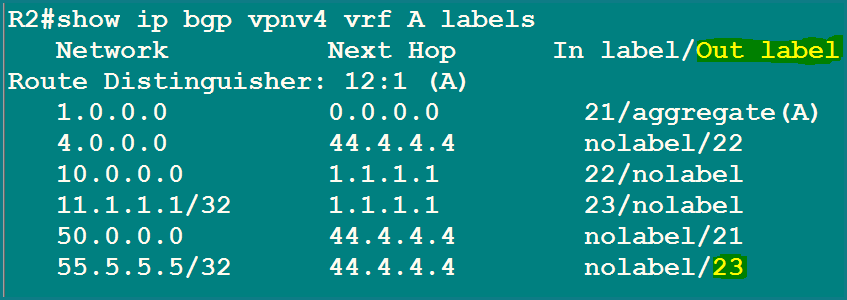 R2#show ip bgp vpnv4 vrf A labels
Network Next Hop In label/Out label
Route Distinguisher: 12:1 (A)
1.0.0.0 0.0.0.0 21/aggregate(A)
4.0.0.0 44.4.4.4 nolabel/22
10.0.0.0 1.1.1.1 22/nolabel
11.1.1.1/32 1.1.1.1 23/nolabel
50.0.0.0 44.4.4.4 nolabel/21
55.5.5.5/32 44.4.4.4 nolabel/23